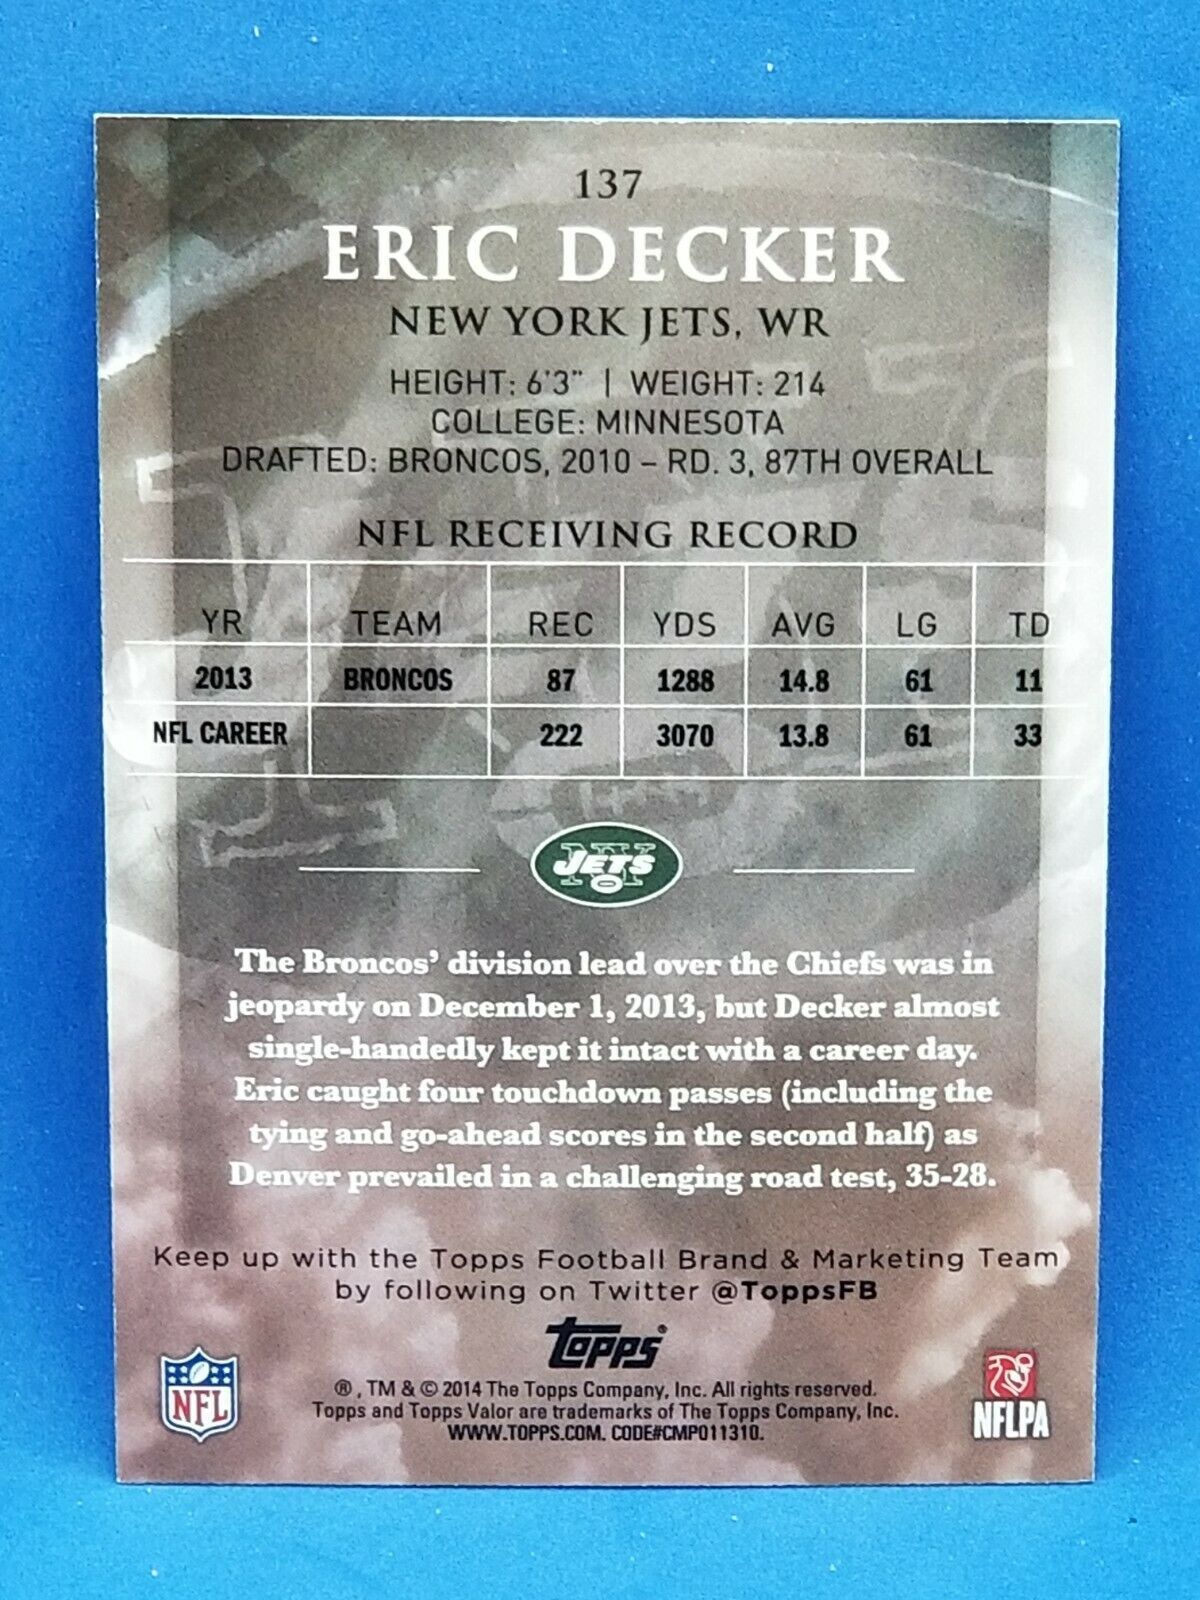 137
ERIC DECKER
NEW YORK JETS, WR
HEIGHT: 6'3" | WEIGHT: 214
COLLEGE: MINNESOTA
DRAFTED: BRONCOS, 2010 – RD. 3, 87TH OVERALL
NFL RECEIVING RECORD
YR TEAM REC YDS AVG LG TD
2013 BRONCOS 87 1288 14.8 61 11
NFL CAREER 222 3070 13.8 61 33
NY JETS
The Broncos' division lead over the Chiefs was in
jeopardy on December 1, 2013, but Decker almost
single-handedly kept it intact with a career day.
Eric caught four touchdown passes (including the
tying and go-ahead scores in the second half) as
Denver prevailed in a challenging road test, 35-28.
Keep up with the Topps Football Brand & Marketing Team
by following on Twitter @ToppsFB
topps®
®, TM & © 2014 The Topps Company, Inc. All rights reserved.
Topps and Topps Valor are trademarks of The Topps Company, Inc.
WWW.TOPPS.COM. CODE#CMP011310.
NFL
NFLPA